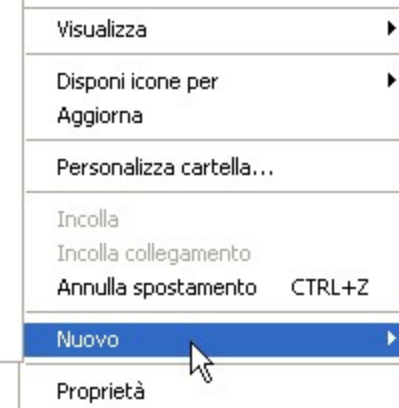 Visualizza
Disponi icone per
Aggiorna
Personalizza cartella...
Incolla
Incolla collegamento
Annulla spostamento CTRL+Z
Nuovo
Proprietà